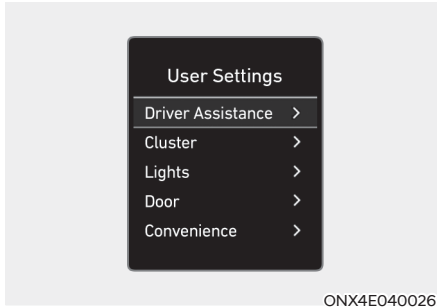 User Settings
Driver Assistance >
Cluster >
Lights >
Door >
Convenience >
ONX4E040026